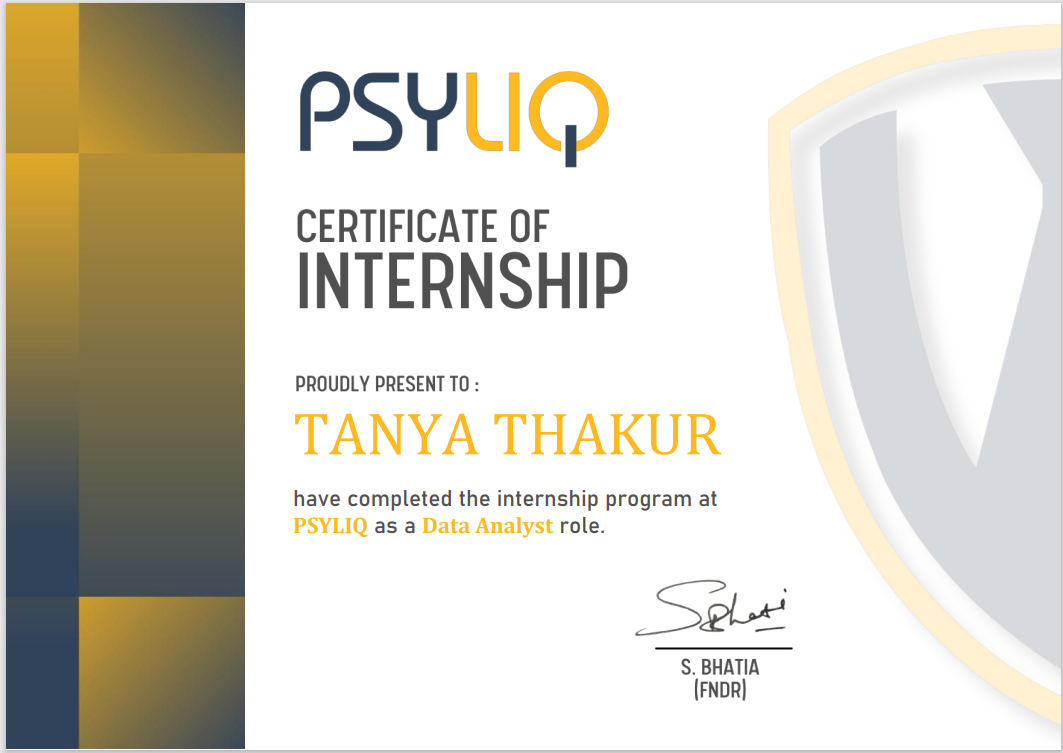 PSYLIQ
CERTIFICATE OF
INTERNSHIP
PROUDLY PRESENT TO :
TANYA THAKUR
have completed the internship program at
PSYLIQ as a Data Analyst role.
SBhati
S. BHATIA
(FNDR)